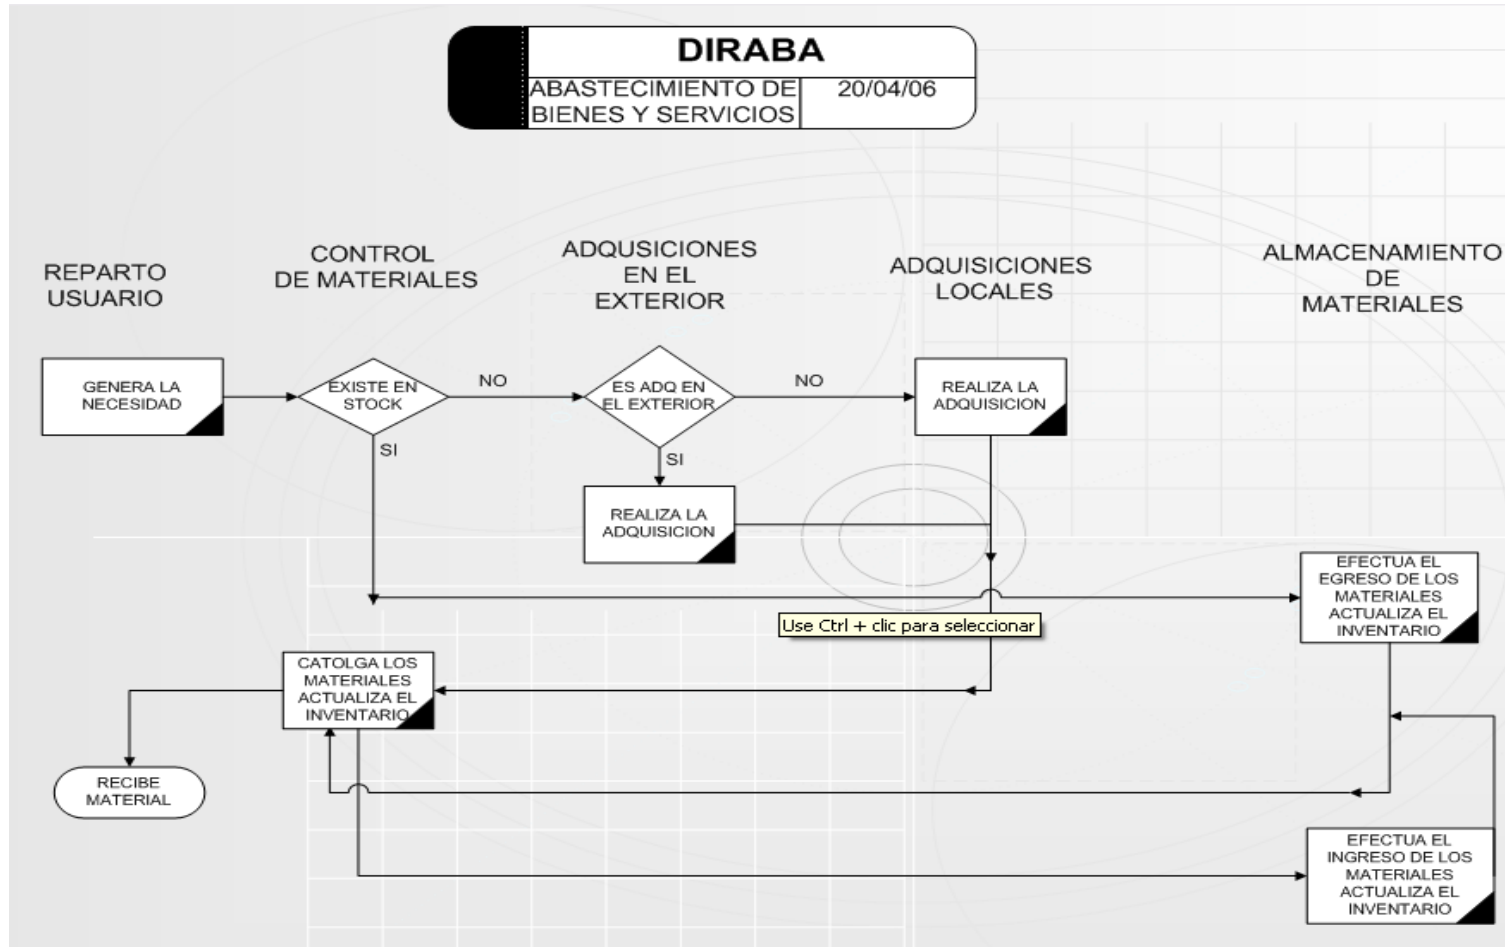 DIRABA
ABASTECIMIENTO DE
BIENES Y SERVICIOS
20/04/06
REPARTO
USUARIO
CONTROL
DE MATERIALES
ADQUSICIONES
EN EL
EXTERIOR
ADQUISICIONES
LOCALES
ALMACENAMIENTO
DE
MATERIALES
GENERA LA
NECESIDAD
EXISTE EN
STOCK
NO
ES ADQ EN
EL EXTERIOR
NO
REALIZA LA
ADQUISICION
SI
SI
REALIZA LA
ADQUISICION
EFECTUA EL
EGRESO DE LOS
MATERIALES
ACTUALIZA EL
INVENTARIO
Use Ctrl + clic para seleccionar
CATOLGA LOS
MATERIALES
ACTUALIZA EL
INVENTARIO
RECIBE
MATERIAL
EFECTUA EL
INGRESO DE LOS
MATERIALES
ACTUALIZA EL
INVENTARIO